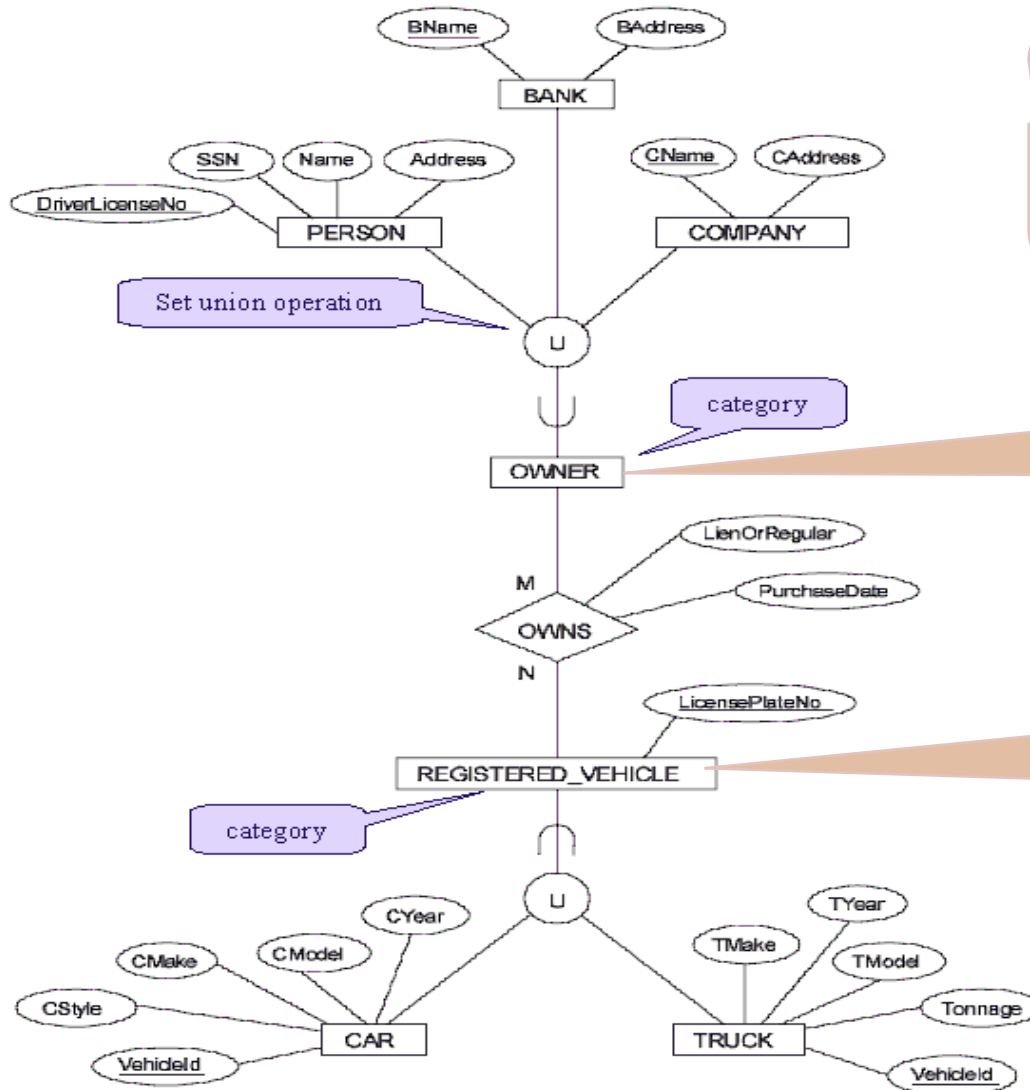 BName
BAddress
BANK
SSN
Name
Address
CName
CAddress
DriverLicenseNo
PERSON
COMPANY
Set union operation
U
category
OWNER
LienOrRegular
M
PurchaseDate
OWNS
N
LicensePlateNo
REGISTERED_VEHICLE
category
U
CYear
TYear
CModel
TMake
CMake
TModel
CStyle
Tonnage
CAR
TRUCK
VehicleId
VehicleId